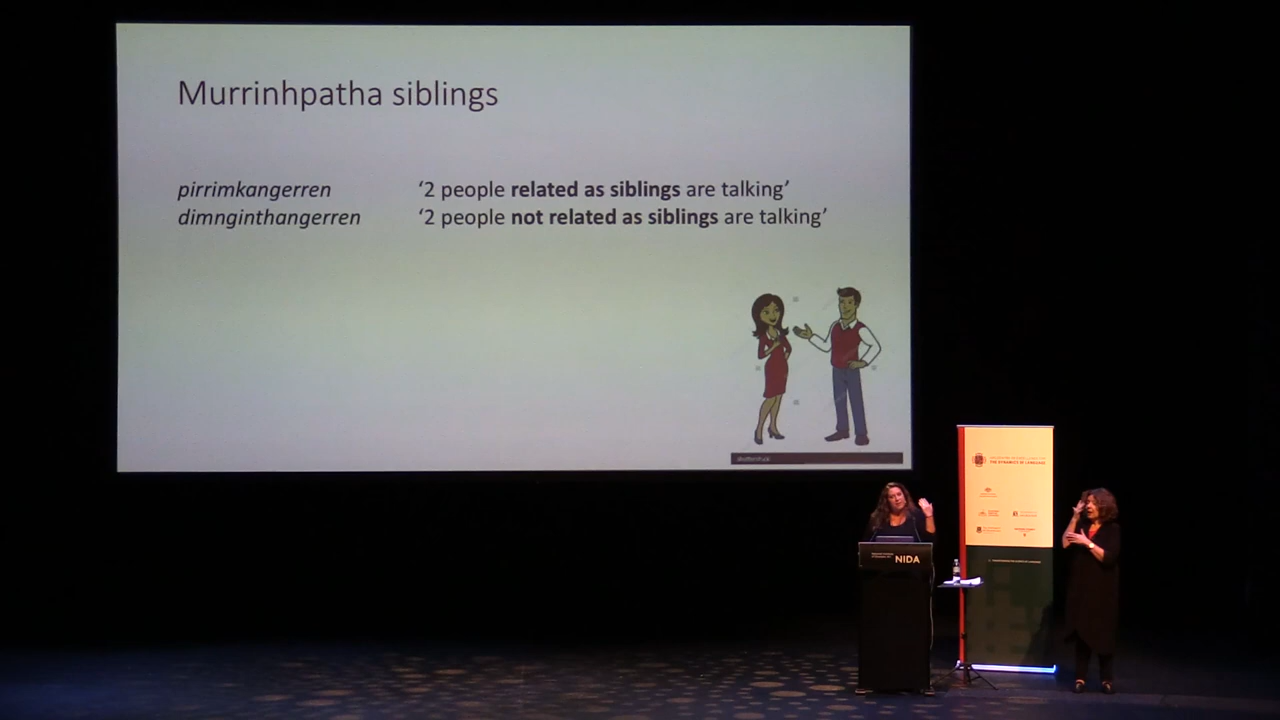 Murrinhpatha siblings
pirrimkangerren ‘2 people related as siblings are talking’
dimnginthangerren ‘2 people not related as siblings are talking’
THE DYNAMICS OF LANGUAGE
NIDA